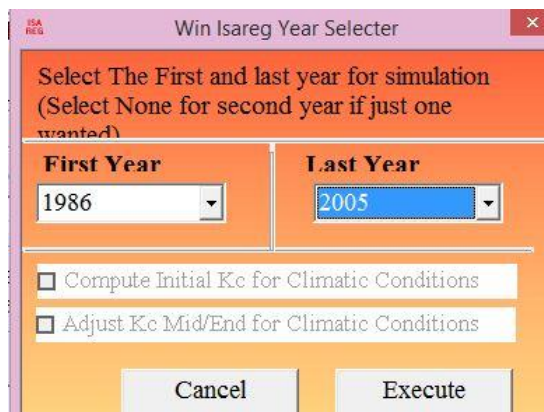 ISA
REG
Win Isareg Year Selecter
Select The First and last year for simulation
(Select None for second year if just one
wanted)
First Year
Last Year
1986
2005
Compute Initial Kc for Climatic Conditions
Adjust Kc Mid/End for Climatic Conditions
Cancel
Execute